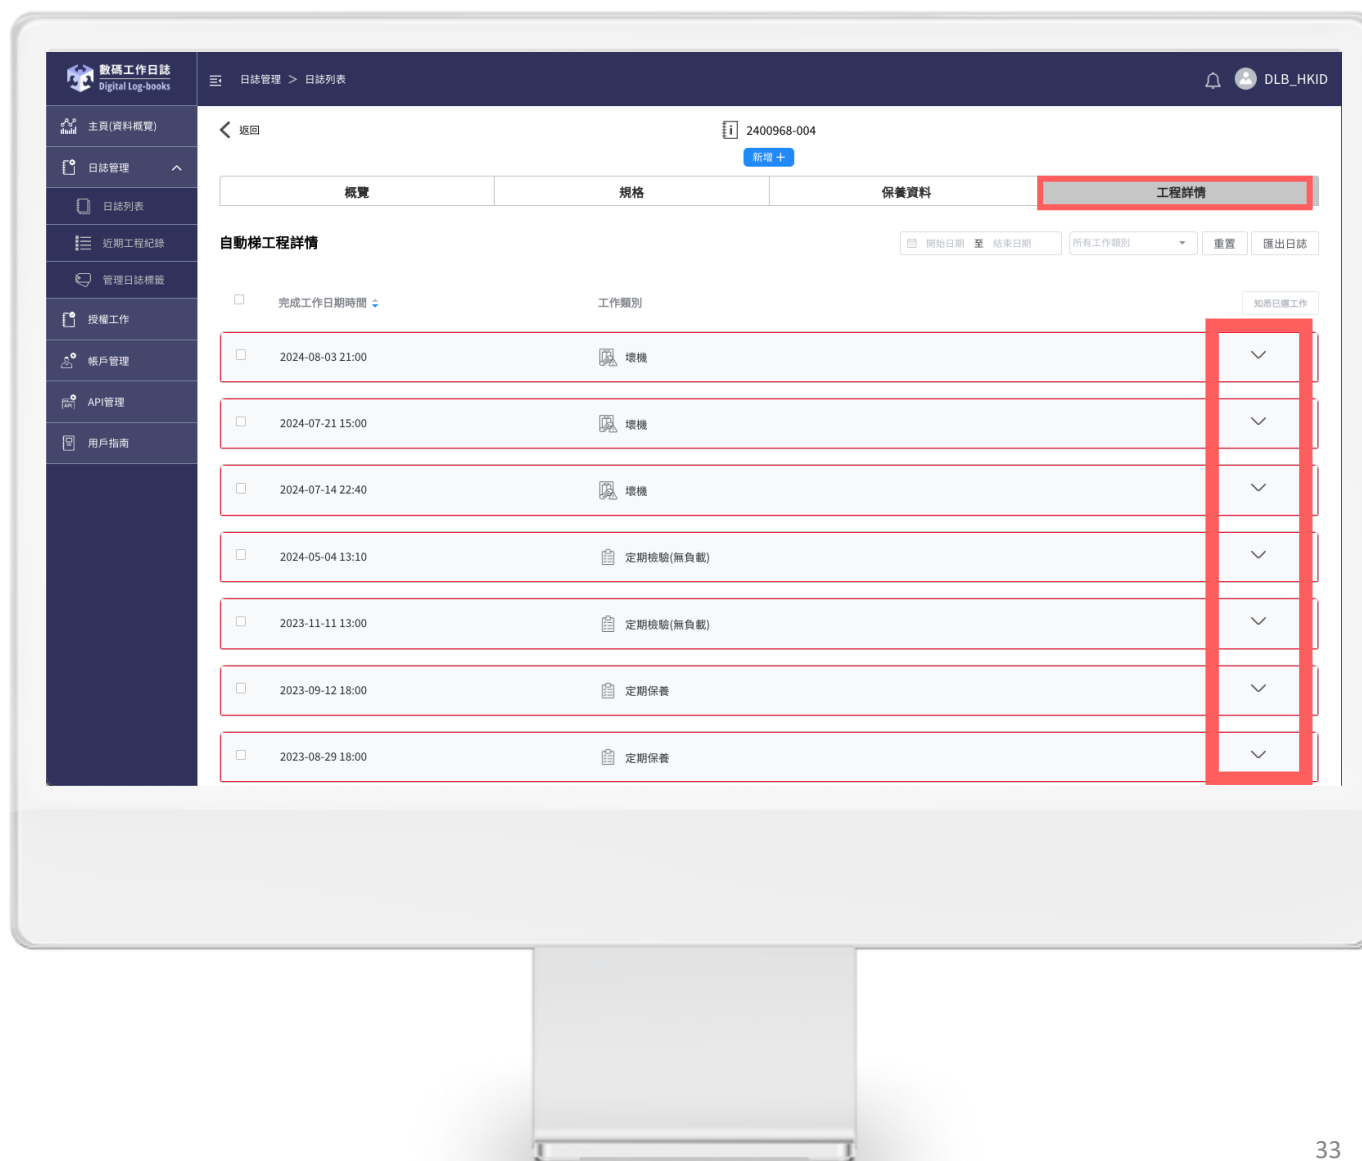 數碼工作日誌
Digital Log-books
日誌管理 > 日誌列表
DLB_HKID
主頁(資料概覽)
日誌管理
日誌列表
近期工程紀錄
管理日誌標籤
授權工作
帳戶管理
API管理
用戶指南
返回
2400968-004
新增 +
概覽 規格 保養資料 工程詳情
自動梯工程詳情
開始日期 至 結束日期 所有工作類別 重置 匯出日誌
完成工作日期時間 工作類別 知悉已選工作
2024-08-03 21:00 壞機
2024-07-21 15:00 壞機
2024-07-14 22:40 壞機
2024-05-04 13:10 定期檢驗(無負載)
2023-11-11 13:00 定期檢驗(無負載)
2023-09-12 18:00 定期保養
2023-08-29 18:00 定期保養
33